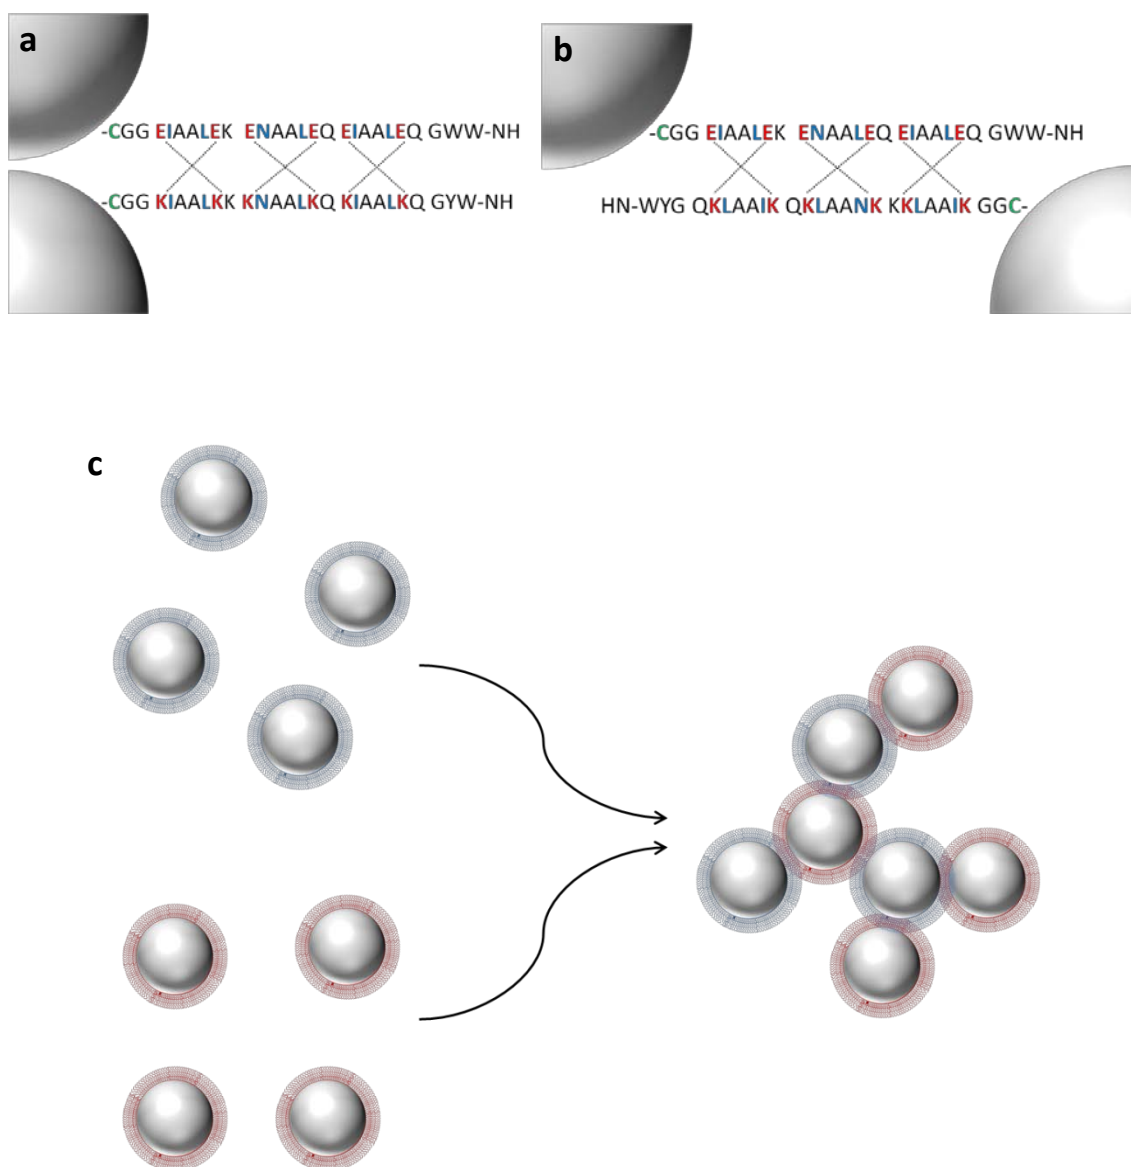 a
-CGG EIAALEK ENAALEQ EIAALEQ GWW-NH
-CGG KIAALKK KNAALKQ KIAALKQ GYW-NH
b
-CGG EIAALEK ENAALEQ EIAALEQ GWW-NH
HN-WYG QKLAAIK QKLAANK KKLAAIK GGC-
c